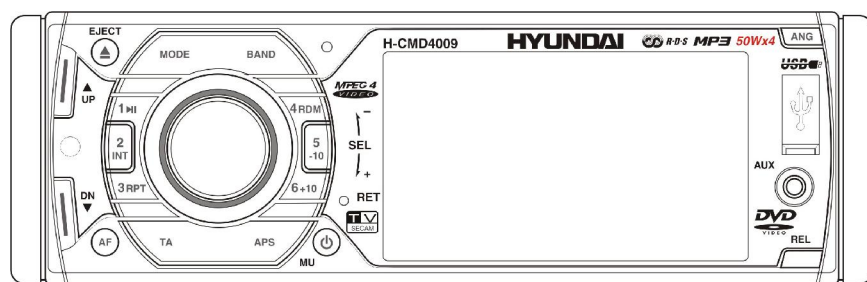 EJECT
MODE
BAND
H-CMD4009
HYUNDAI
R·D·S
MP3
50Wx4
ANG
USB
UP
MPEG 4
VIDEO
1
4 RDM
2
INT
SEL
5
-10
3 RPT
6 +10
AUX
DN
RET
TV
SECAM
DVD
VIDEO
AF
TA
APS
MU
REL